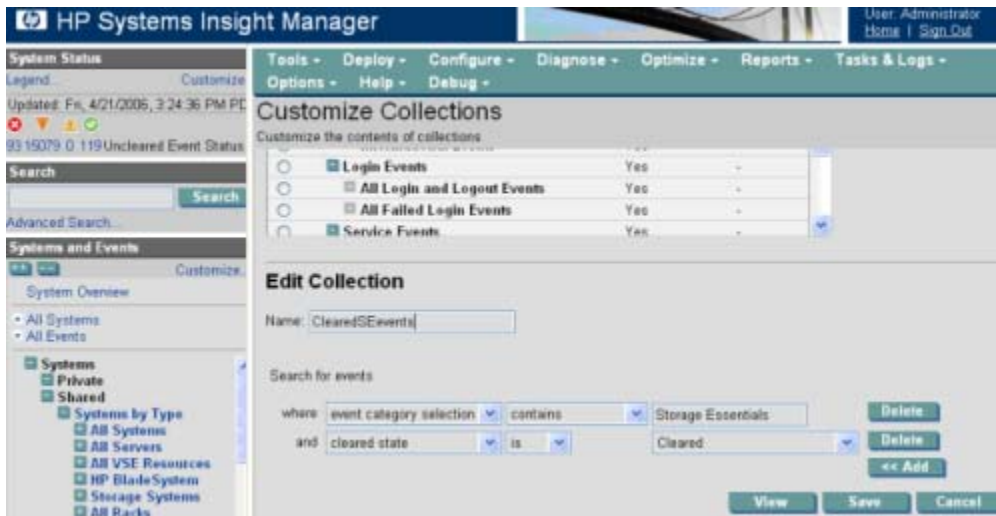 HP Systems Insight Manager
User: Administrator
Home | Sign Out
System Status
Legend...
Customize
Updated: Fri, 4/21/2006, 3:24:36 PM PD
93 15079 0 119 Uncleared Event Status
Search
Search
Advanced Search...
Systems and Events
Customize..
System Overview
All Systems
All Events
Systems
Private
Shared
Systems by Type
All Systems
All Servers
All VSE Resources
HP BladeSystem
Storage Systems
All Racks
Tools Deploy Configure Diagnose Optimize Reports Tasks & Logs
Options Help Debug
Customize Collections
Customize the contents of collections
Login Events Yes -
All Login and Logout Events Yes -
All Failed Login Events Yes -
Service Events Yes -
Edit Collection
Name: ClearedSEevents
Search for events
where event category selection contains Storage Essentials Delete
and cleared state is Cleared Delete
<< Add
View Save Cancel